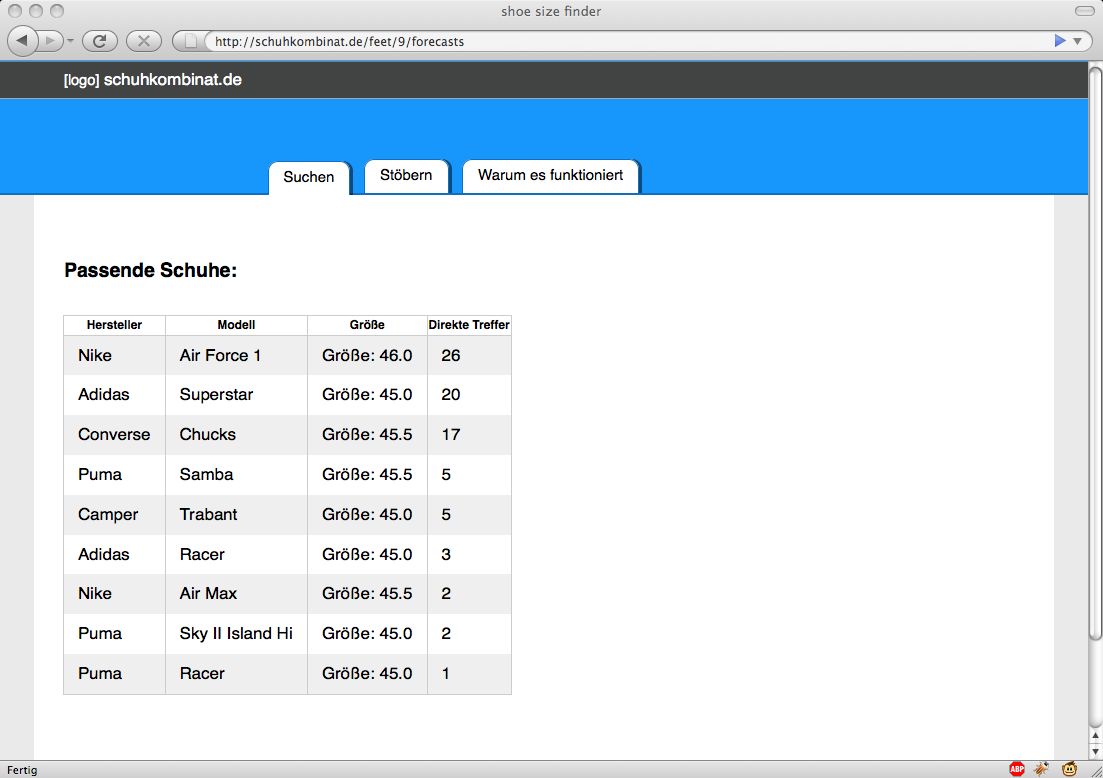 shoe size finder
http://schuhkombinat.de/feet/9/forecasts
[logo] schuhkombinat.de
Suchen Stöbern Warum es funktioniert
Passende Schuhe:
Hersteller Modell Größe Direkte Treffer
Nike Air Force 1 Größe: 46.0 26
Adidas Superstar Größe: 45.0 20
Converse Chucks Größe: 45.5 17
Puma Samba Größe: 45.5 5
Camper Trabant Größe: 45.0 5
Adidas Racer Größe: 45.0 3
Nike Air Max Größe: 45.5 2
Puma Sky II Island Hi Größe: 45.0 2
Puma Racer Größe: 45.0 1
Fertig ABP